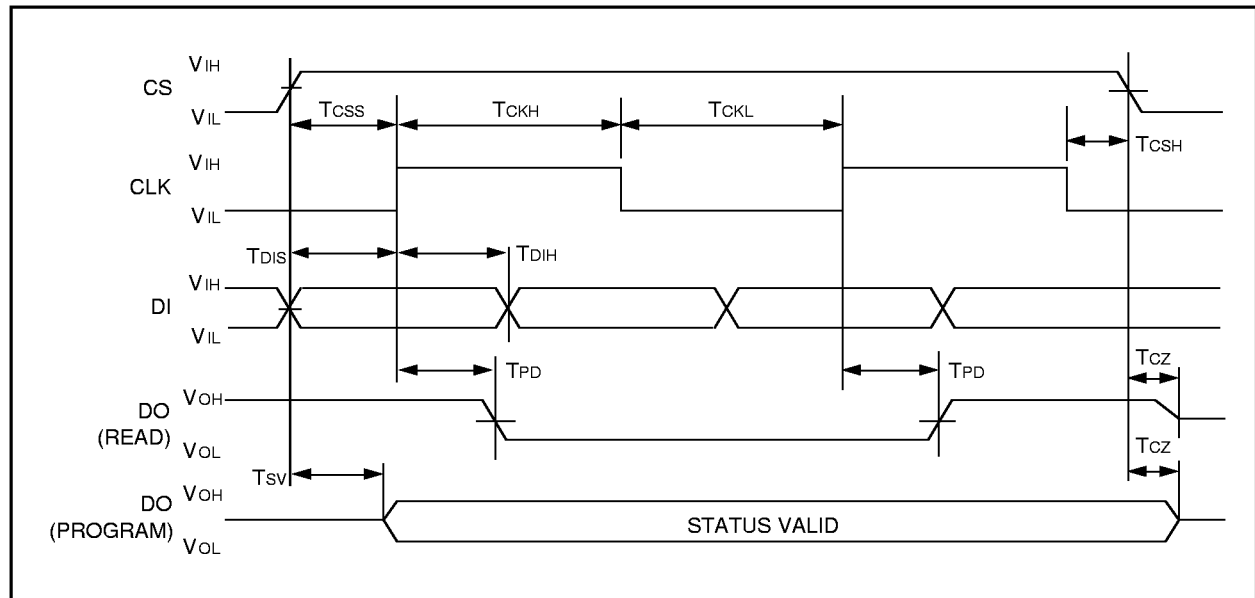 VIH
CS
VIL
TCSS
TCKH
TCKL
TCSH
VIH
CLK
VIL
TDIS
TDIH
VIH
DI
VIL
TPD
TPD
TCZ
VOH
DO
(READ)
VOL
TSV
TCZ
VOH
DO
(PROGRAM)
VOL
STATUS VALID